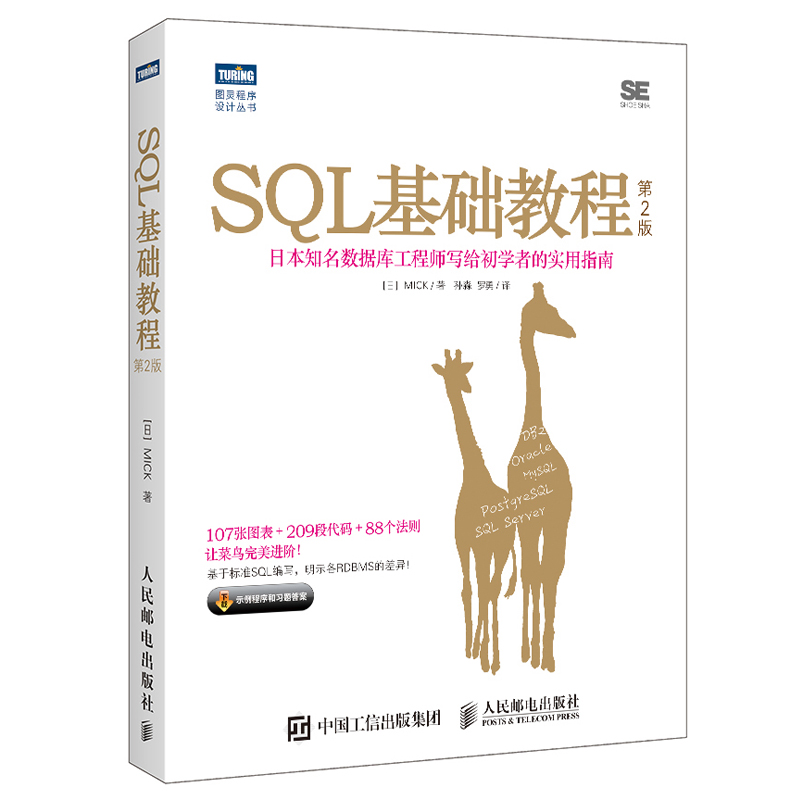 TURING
图灵程序
设计丛书
SE
SHOEISHA
SQL基础教程
第2版
日本知名数据库工程师写给初学者的实用指南
[日] MICK / 著 孙淼 罗勇 / 译
DB2
Oracle
MySQL
PostgreSQL
SQL Server
107张图表+209段代码+88个法则
让菜鸟完美进阶！
基于标准SQL编写，明示各RDBMS的差异！
下载
示例程序和习题答案
中国工信出版集团
人民邮电出版社
POSTS & TELECOM PRESS
TURING
SQL基础教程
第2版
[日] MICK 著
人民邮电出版社